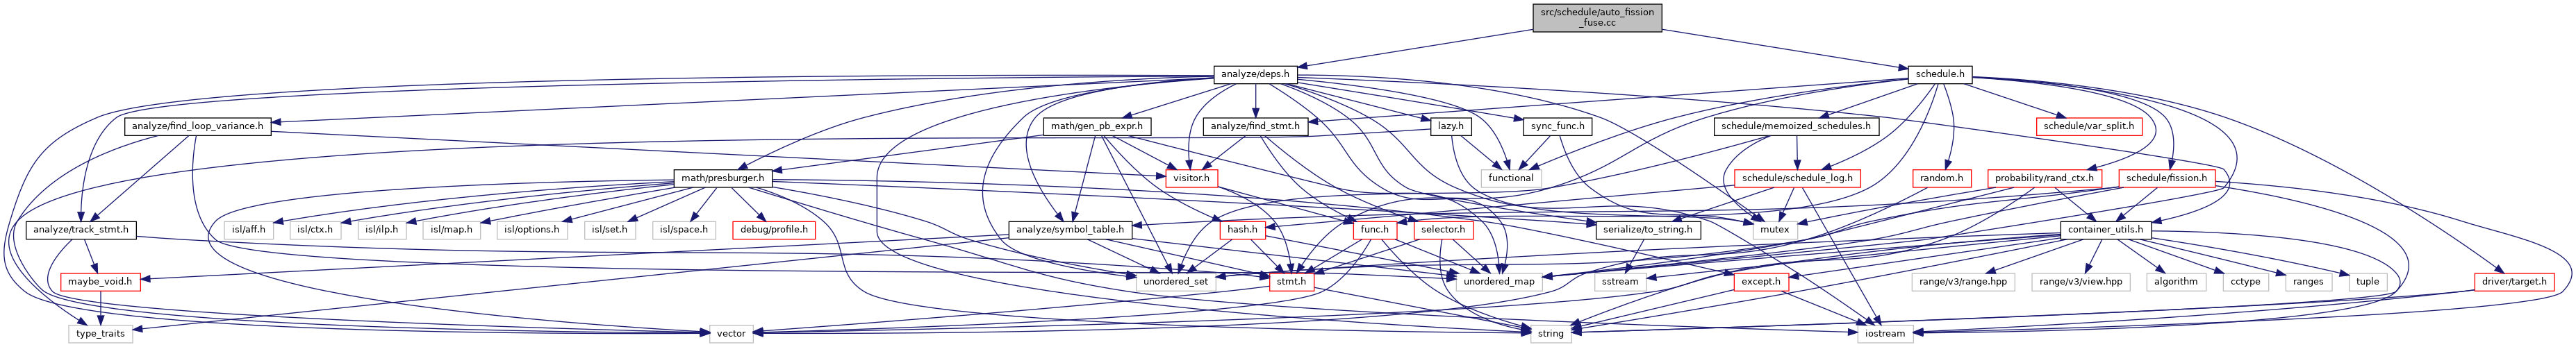 src/schedule/auto_fission
_fuse.cc
analyze/deps.h
schedule.h
analyze/find_loop_variance.h
math/gen_pb_expr.h
analyze/find_stmt.h
lazy.h
sync_func.h
schedule/memoized_schedules.h
schedule/var_split.h
math/presburger.h
visitor.h
functional
schedule/schedule_log.h
random.h
probability/rand_ctx.h
schedule/fission.h
analyze/track_stmt.h
isl/aff.h
isl/ctx.h
isl/ilp.h
isl/map.h
isl/options.h
isl/set.h
isl/space.h
debug/profile.h
analyze/symbol_table.h
hash.h
func.h
selector.h
serialize/to_string.h
mutex
container_utils.h
maybe_void.h
unordered_set
stmt.h
unordered_map
sstream
except.h
range/v3/range.hpp
range/v3/view.hpp
algorithm
cctype
ranges
tuple
driver/target.h
type_traits
vector
string
iostream